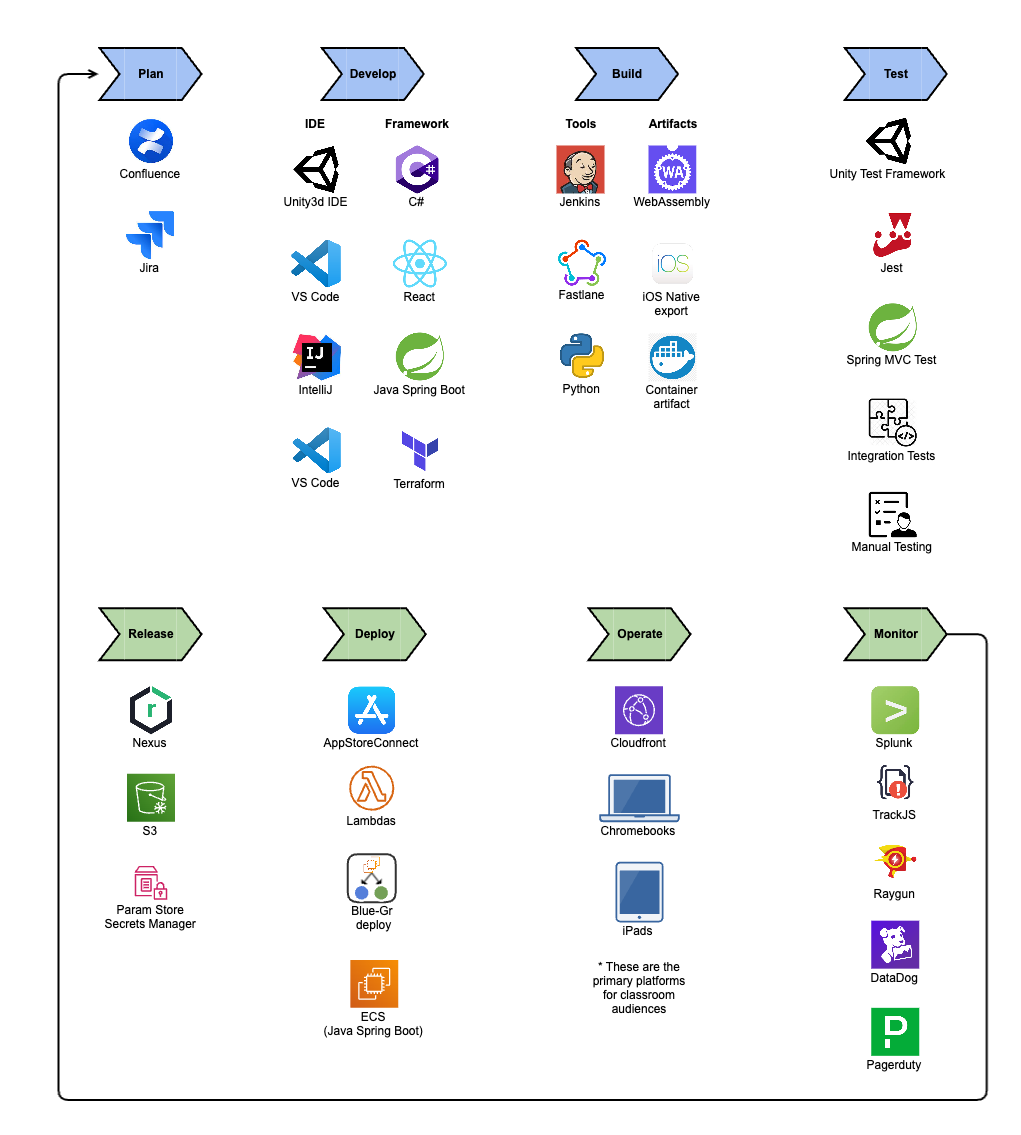 Plan
Develop
Build
Test
IDE
Framework
Tools
Artifacts
Confluence
Jira
Unity3d IDE
C#
VS Code
React
IntelliJ
IJ
Java Spring Boot
VS Code
Terraform
Jenkins
WA
WebAssembly
Fastlane
iOS
iOS Native
export
Python
Container
artifact
Unity Test Framework
Jest
Spring MVC Test
Integration Tests
Manual Testing
Release
Deploy
Operate
Monitor
r
Nexus
S3
Param Store
Secrets Manager
AppStoreConnect
Lambdas
Blue-Gr
deploy
ECS
(Java Spring Boot)
Cloudfront
Chromebooks
iPads
* These are the
primary platforms
for classroom
audiences
Splunk
TrackJS
Raygun
DataDog
P
Pagerduty